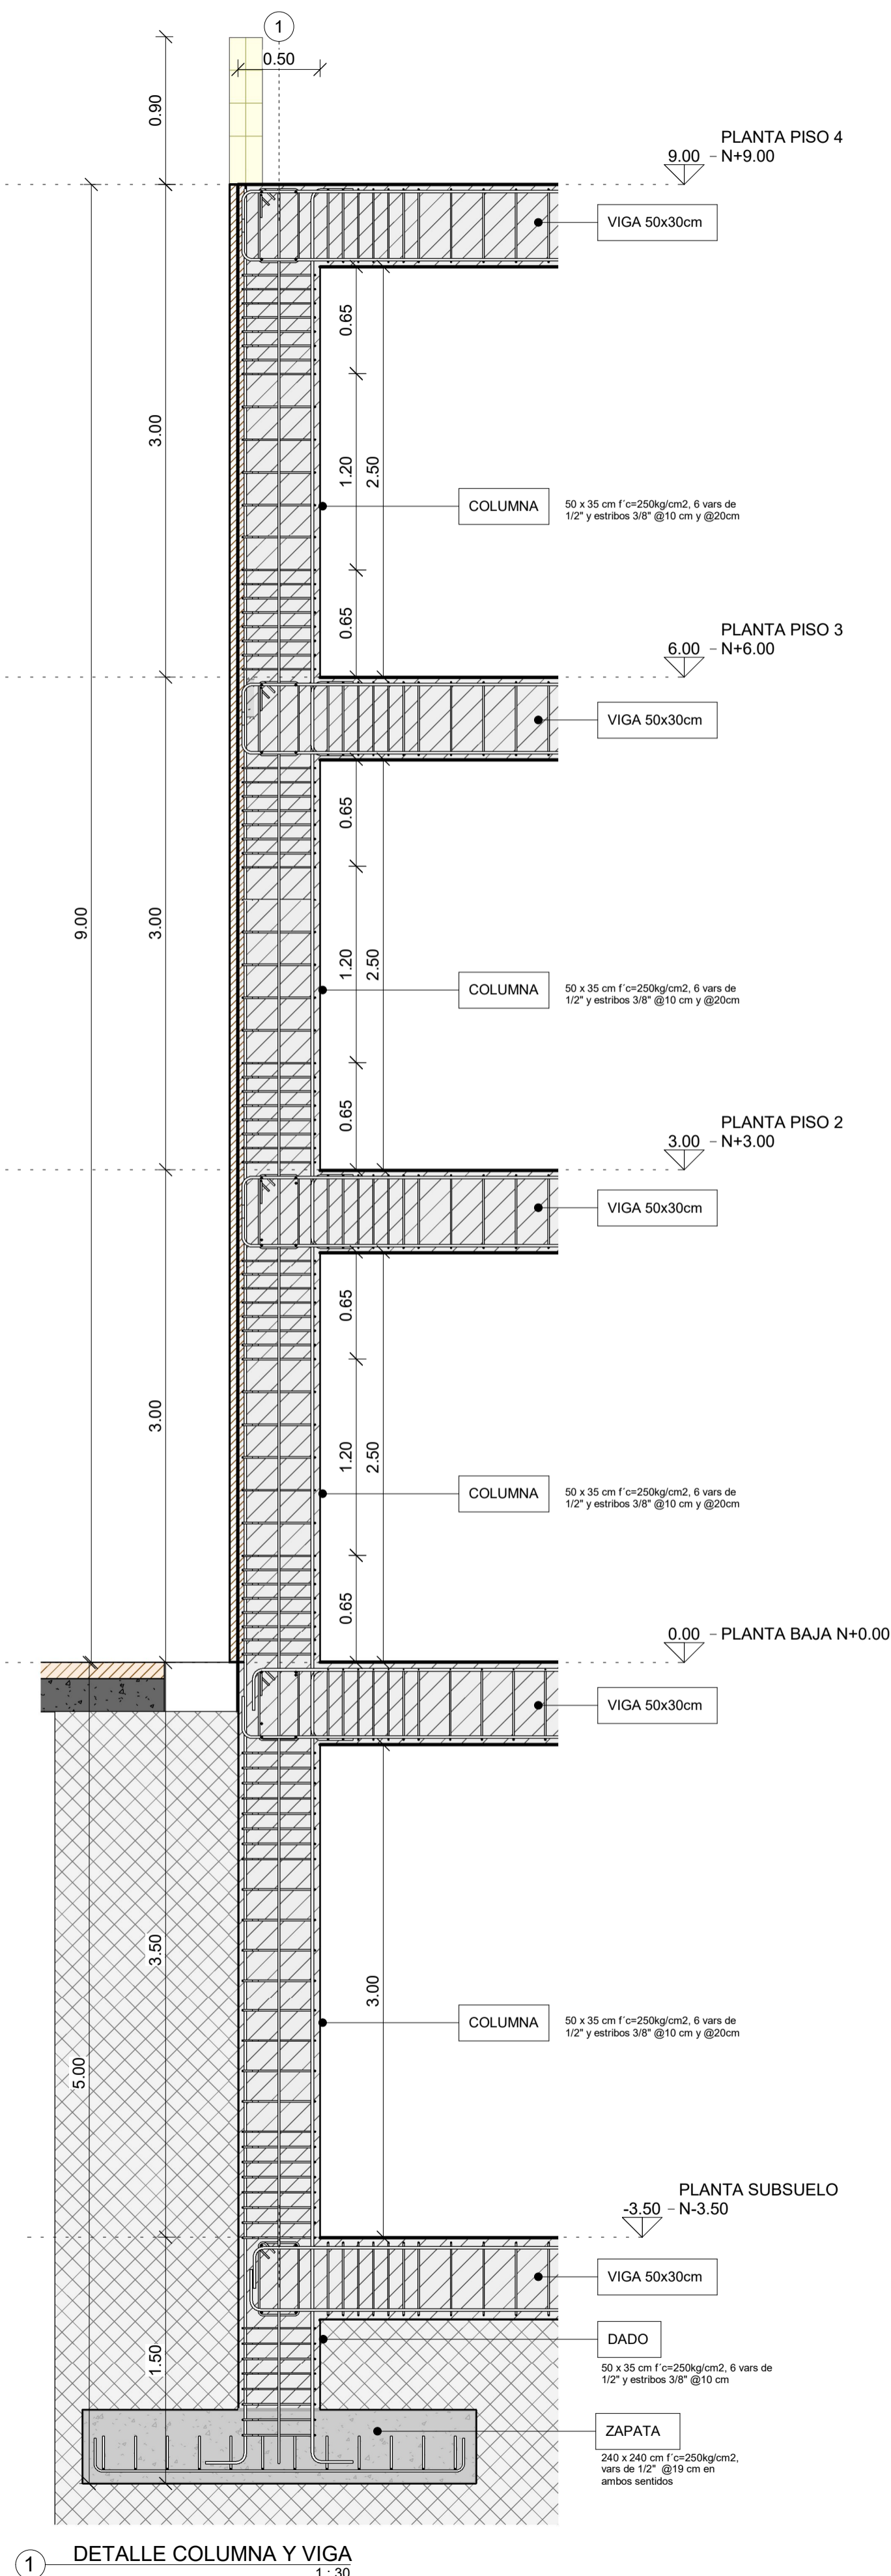 1
0.50
0.90
PLANTA PISO 4
9.00
N+9.00
VIGA 50x30cm
0.65
3.00
1.20
2.50
COLUMNA
50 x 35 cm f´c=250kg/cm2, 6 vars de
1/2" y estribos 3/8" @10 cm y @20cm
0.65
PLANTA PISO 3
6.00
N+6.00
VIGA 50x30cm
0.65
9.00
3.00
1.20
2.50
COLUMNA
50 x 35 cm f´c=250kg/cm2, 6 vars de
1/2" y estribos 3/8" @10 cm y @20cm
0.65
PLANTA PISO 2
3.00
N+3.00
VIGA 50x30cm
0.65
3.00
1.20
2.50
COLUMNA
50 x 35 cm f´c=250kg/cm2, 6 vars de
1/2" y estribos 3/8" @10 cm y @20cm
0.65
0.00
PLANTA BAJA N+0.00
VIGA 50x30cm
3.50
3.00
COLUMNA
50 x 35 cm f´c=250kg/cm2, 6 vars de
1/2" y estribos 3/8" @10 cm y @20cm
5.00
PLANTA SUBSUELO
-3.50
N-3.50
VIGA 50x30cm
DADO
50 x 35 cm f´c=250kg/cm2, 6 vars de
1/2" y estribos 3/8" @10 cm
1.50
ZAPATA
240 x 240 cm f´c=250kg/cm2,
vars de 1/2" @19 cm en
ambos sentidos
1
DETALLE COLUMNA Y VIGA
1 : 30